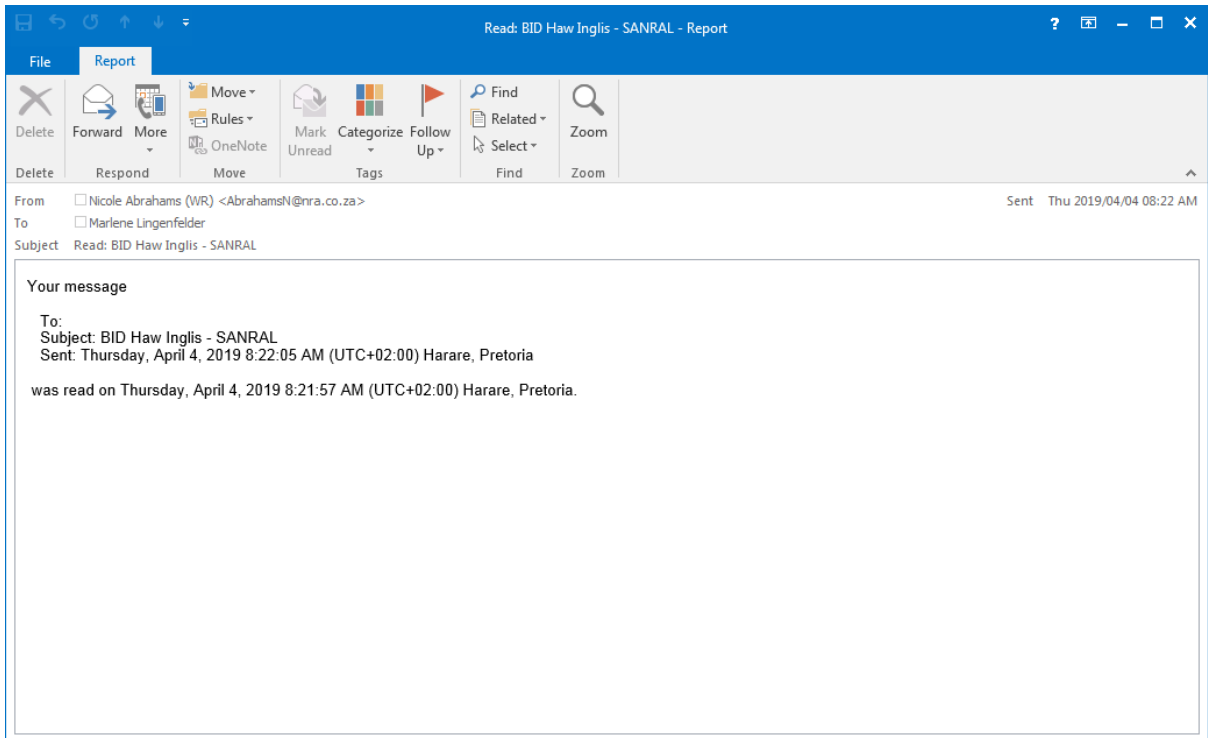 Read: BID Haw Inglis - SANRAL - Report
File Report
Delete Forward More Move Rules OneNote Mark Unread Categorize Follow Up Find Related Select Zoom
Delete Respond Move Tags Find Zoom
From Nicole Abrahams (WR) <AbrahamsN@nra.co.za> Sent Thu 2019/04/04 08:22 AM
To Marlene Lingenfelder
Subject Read: BID Haw Inglis - SANRAL
Your message
To:
Subject: BID Haw Inglis - SANRAL
Sent: Thursday, April 4, 2019 8:22:05 AM (UTC+02:00) Harare, Pretoria
was read on Thursday, April 4, 2019 8:21:57 AM (UTC+02:00) Harare, Pretoria.